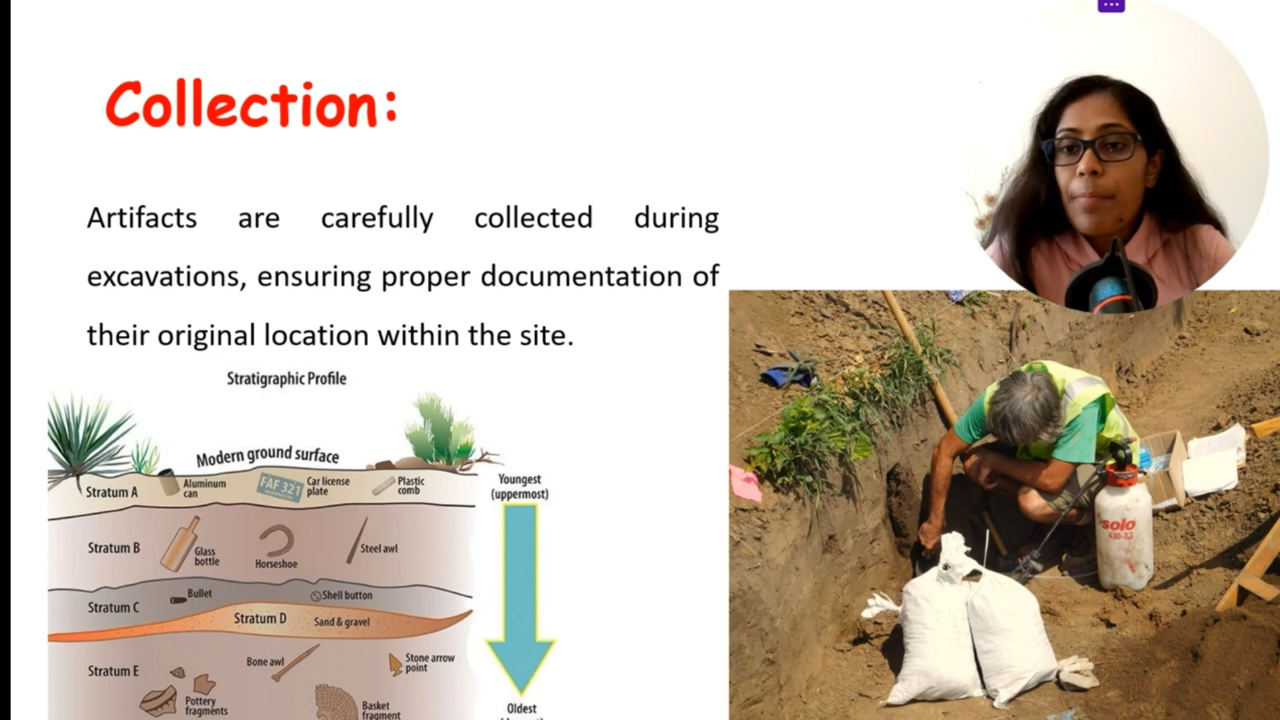 Collection:
Artifacts are carefully collected during
excavations, ensuring proper documentation of
their original location within the site.
Stratigraphic Profile
Modern ground surface
Stratum A
Aluminum
can
FAF 321
Car license
plate
Plastic
comb
Youngest
(uppermost)
Stratum B
Glass
bottle
Horseshoe
Steel awl
Stratum C
Bullet
Shell button
Stratum D
Sand & gravel
Stratum E
Bone awl
Stone arrow
point
Pottery
fragments
Basket
fragment
Oldest
solo